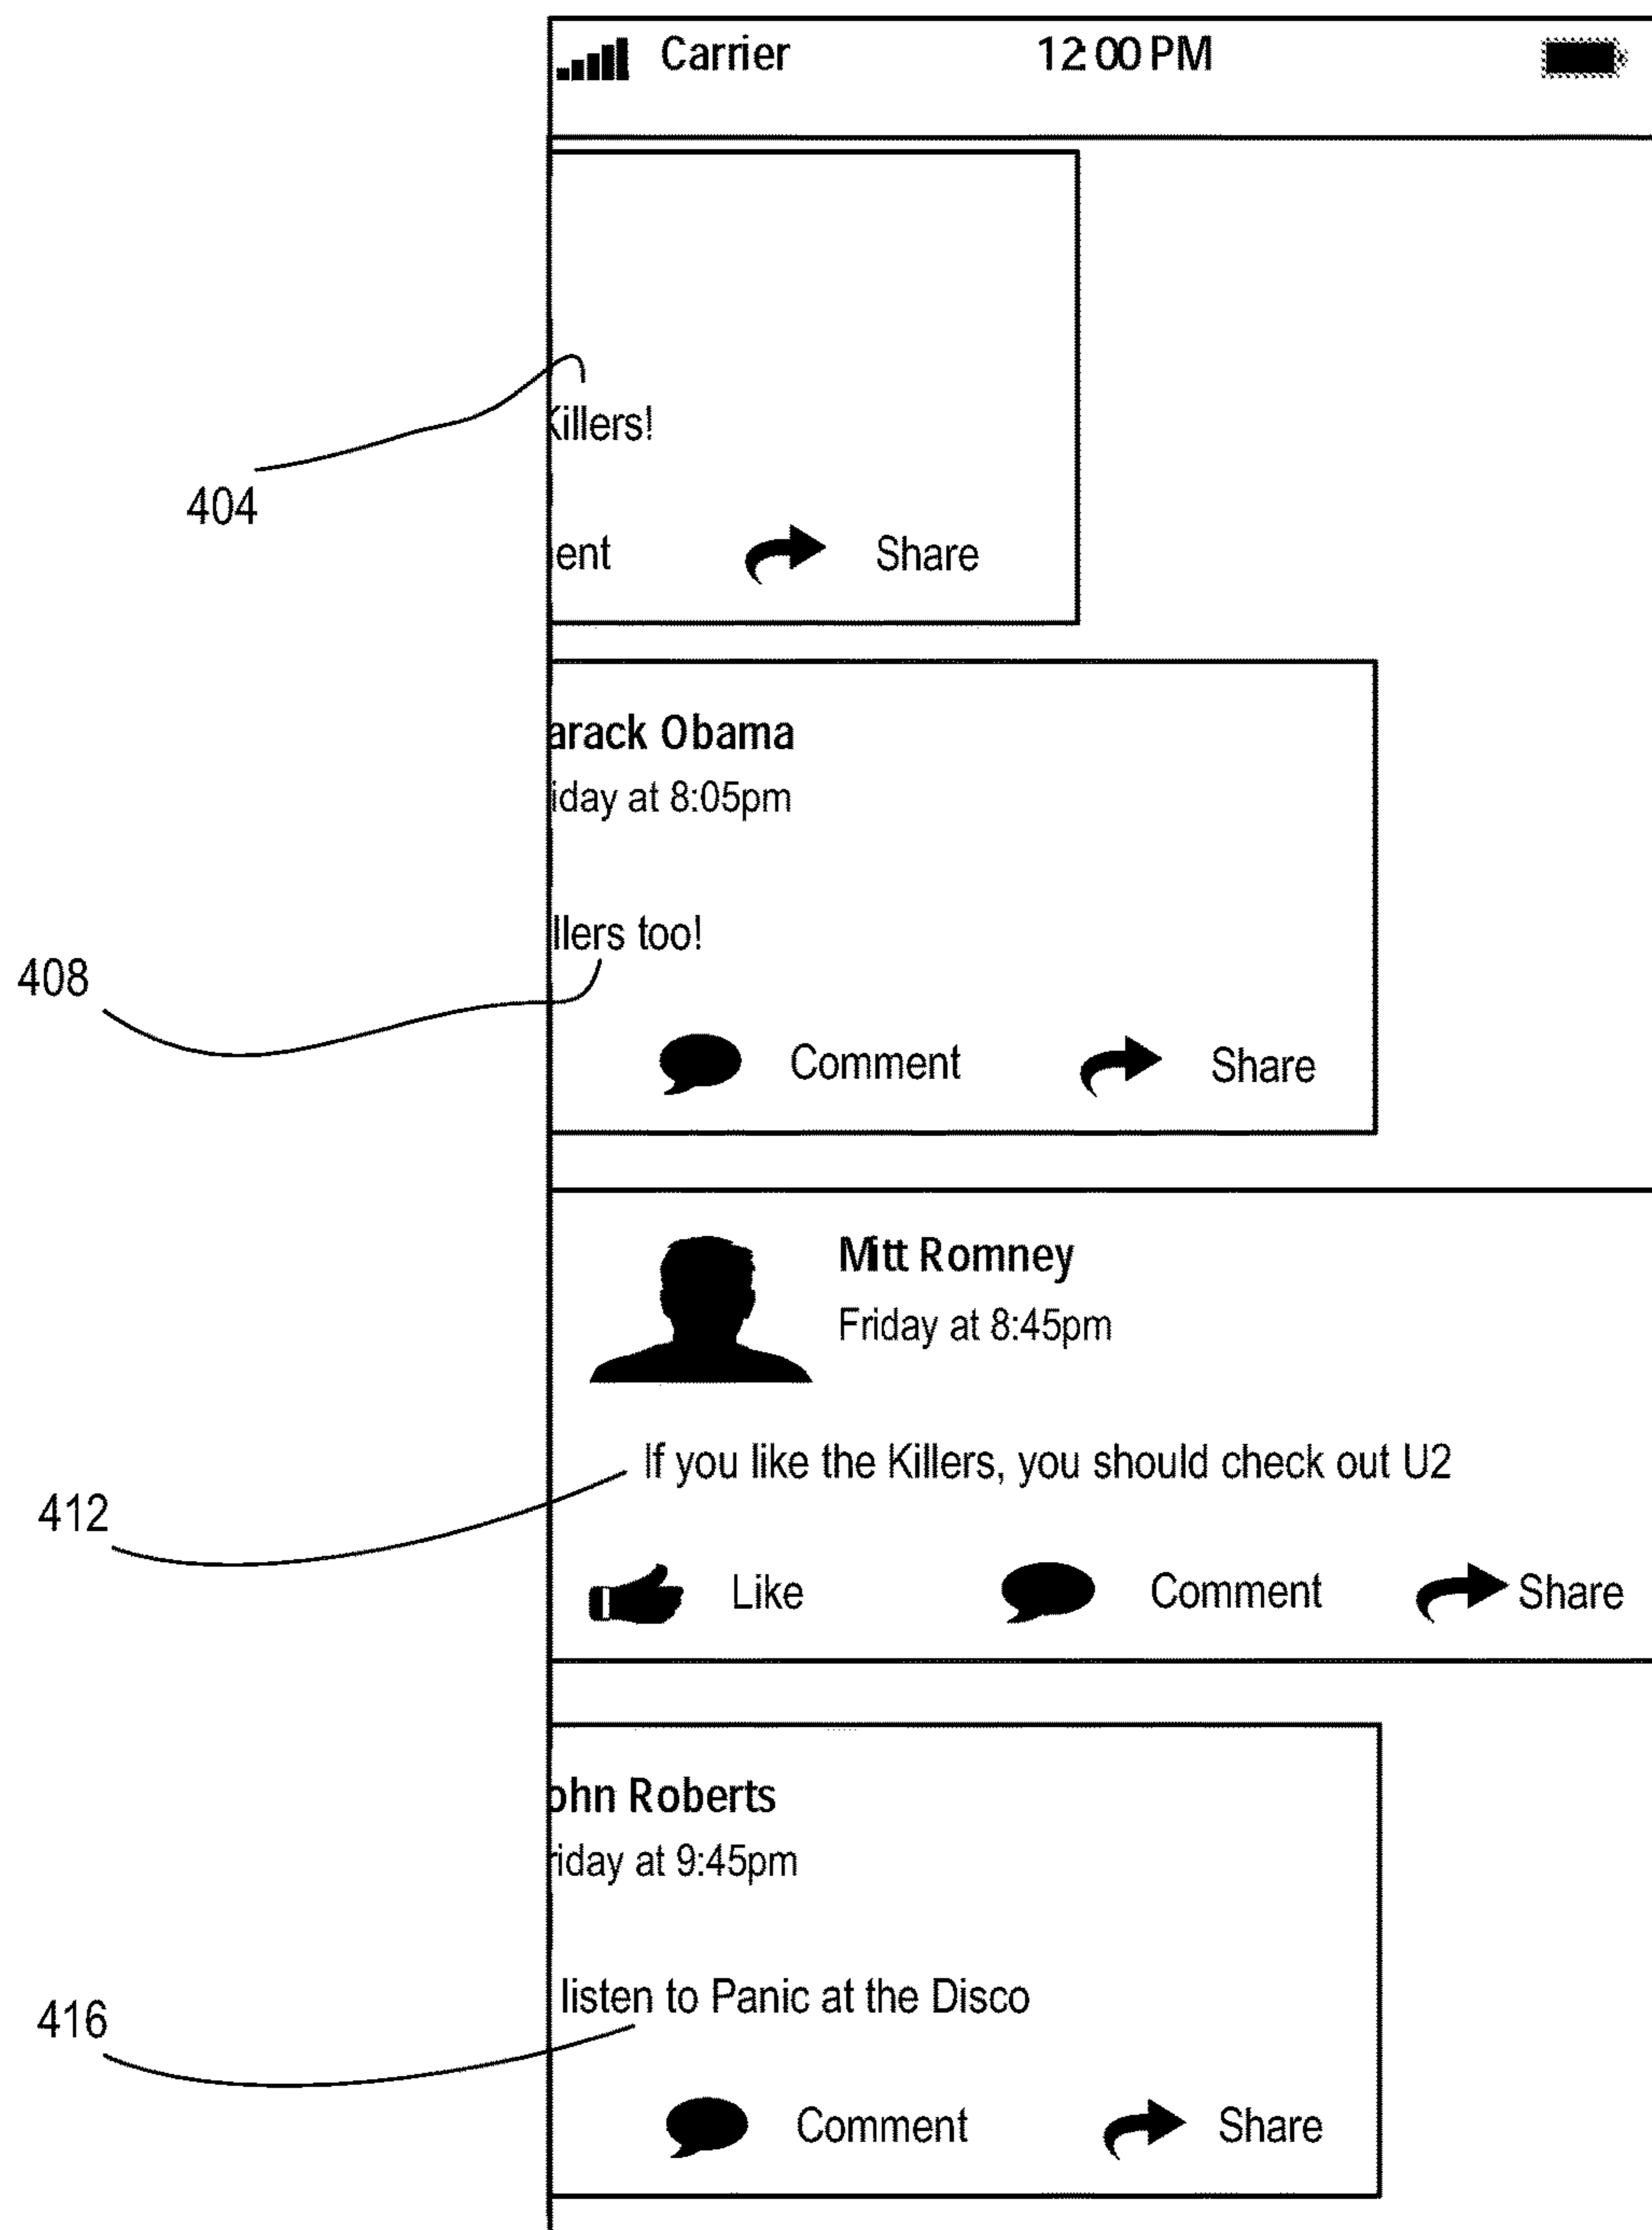 Carrier 12:00 PM
Killers!
404
ent Share
arack Obama
iday at 8:05pm
llers too!
408
Comment Share
Mitt Romney
Friday at 8:45pm
If you like the Killers, you should check out U2
412
Like Comment Share
ohn Roberts
riday at 9:45pm
listen to Panic at the Disco
416
Comment Share